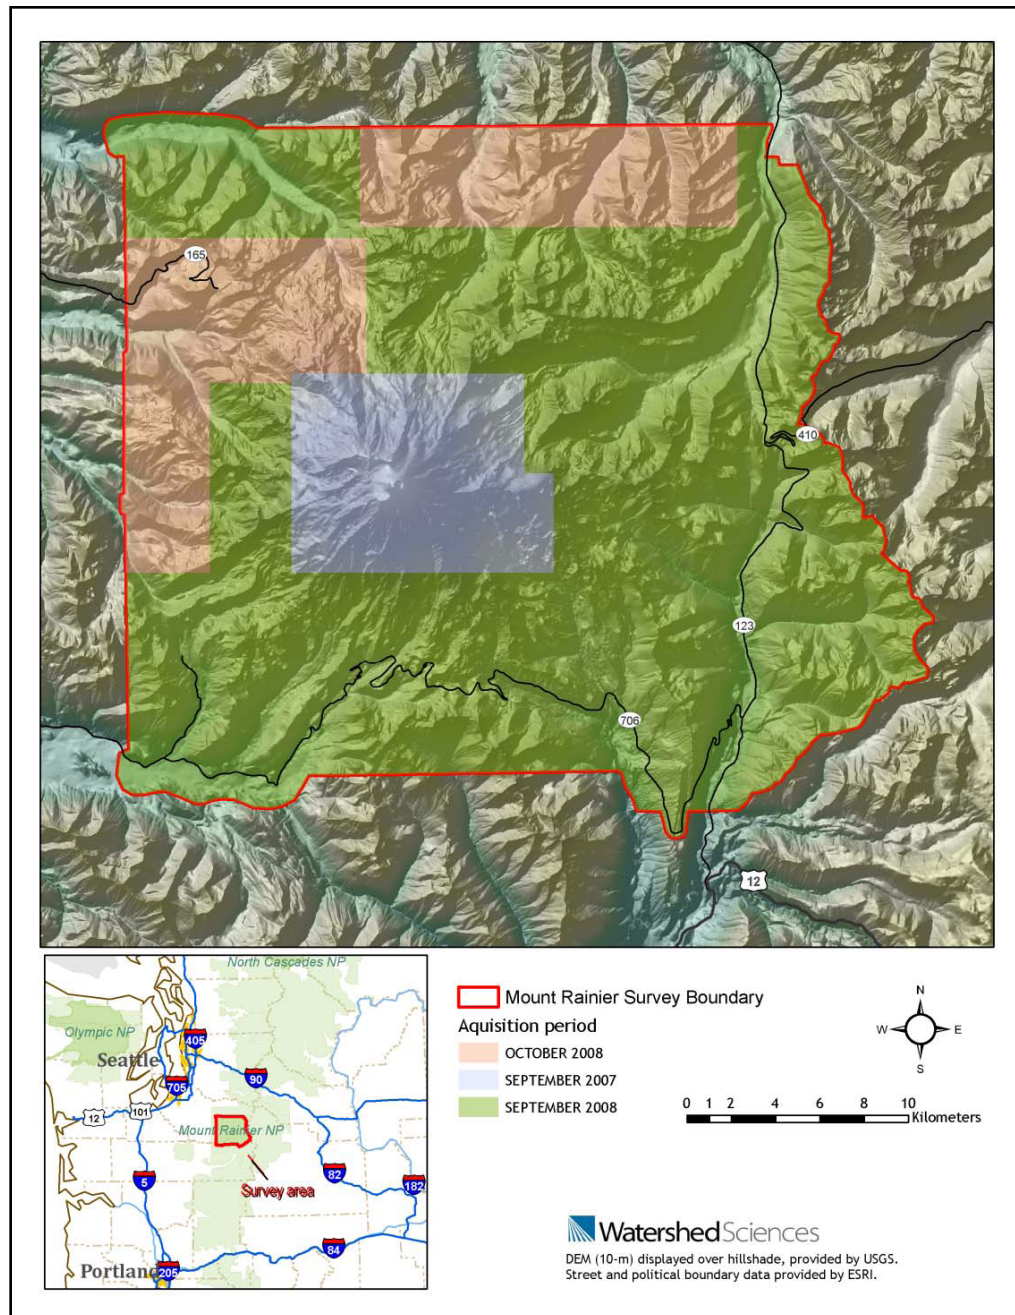 165
410
123
706
12
North Cascades NP
Olympic NP
405
Seattle
90
705
101
12
Mount Rainier NP
82
5
182
Survey area
84
Portland
205
Mount Rainier Survey Boundary
Aquisition period
OCTOBER 2008
SEPTEMBER 2007
SEPTEMBER 2008
N
W E
S
0 1 2 4 6 8 10
Kilometers
WatershedSciences
DEM (10-m) displayed over hillshade, provided by USGS.
Street and political boundary data provided by ESRI.